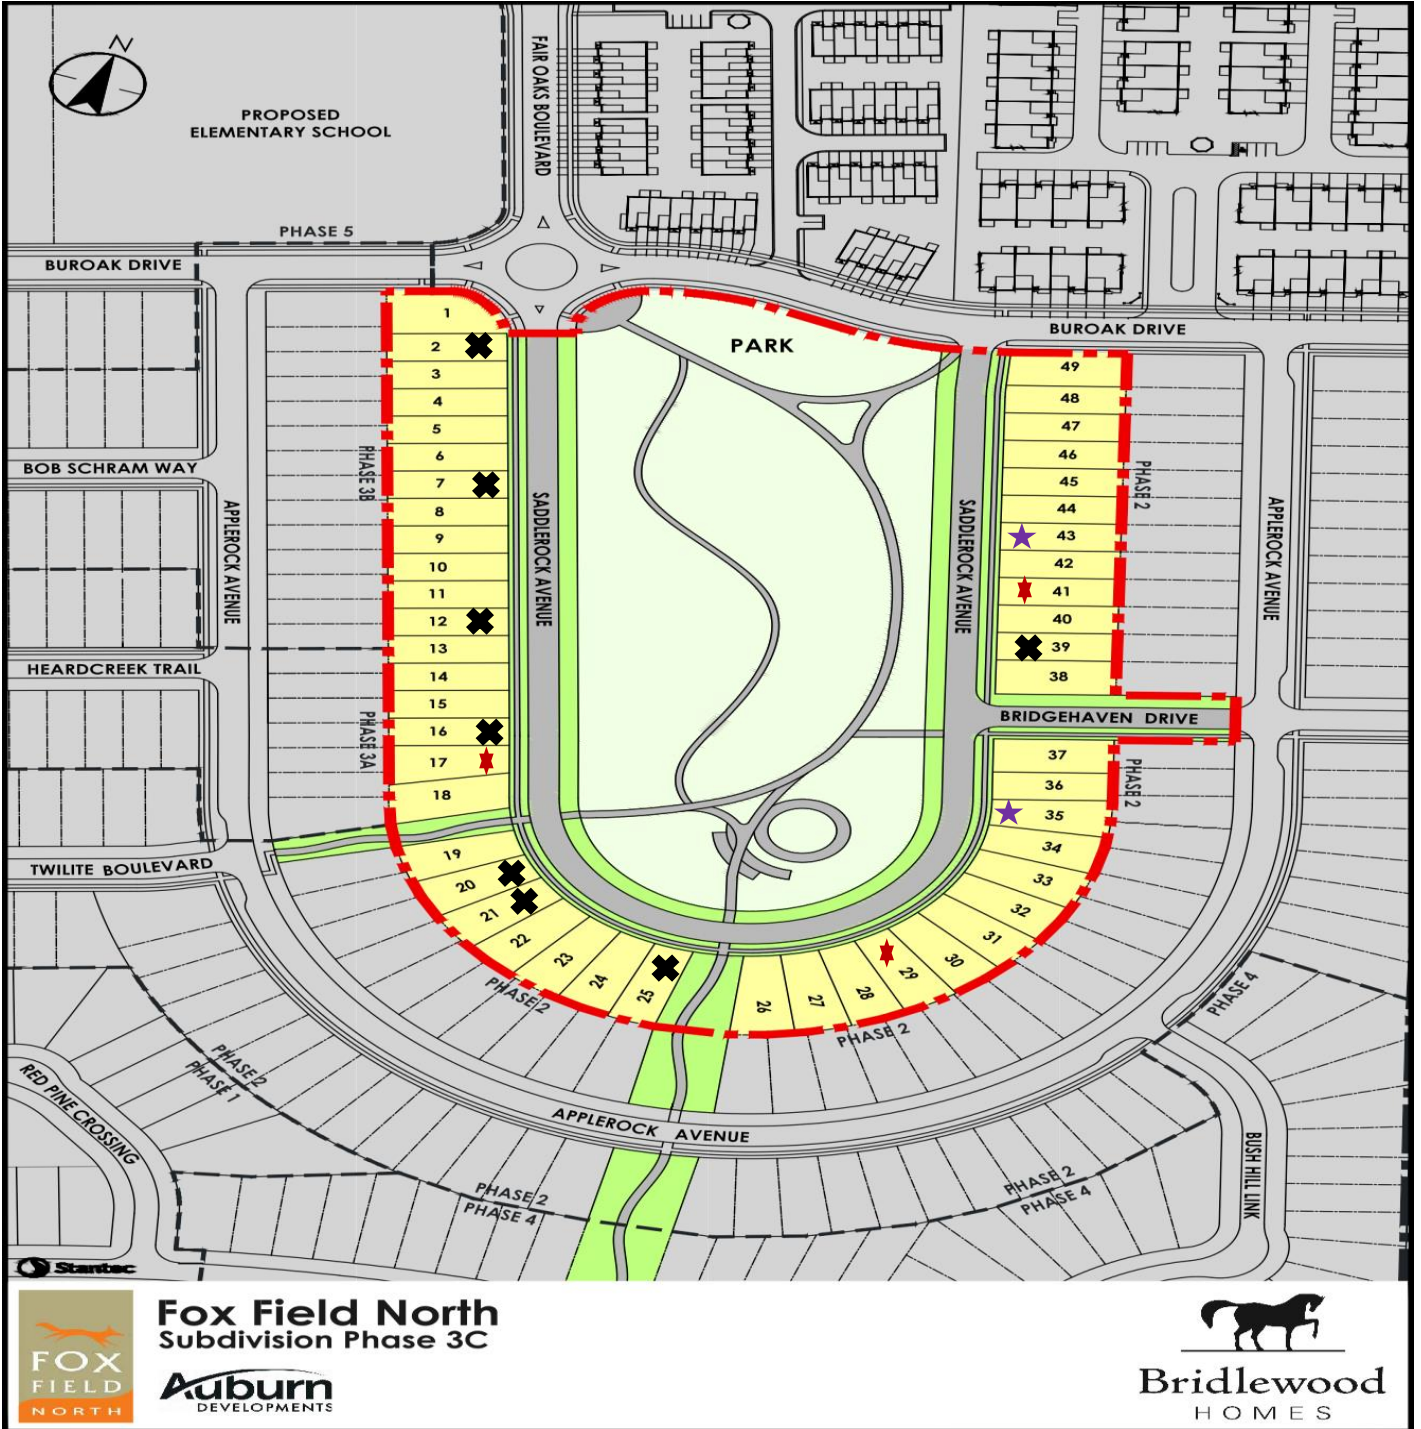 N
PROPOSED
ELEMENTARY SCHOOL
FAIR OAKS BOULEVARD
PHASE 5
BUROAK DRIVE
BUROAK DRIVE
PARK
1
2
3
4
5
6
7
8
9
10
11
12
13
14
15
16
17
18
19
20
21
22
23
24
25
26
27
28
29
30
31
32
33
34
35
36
37
38
39
40
41
42
43
44
45
46
47
48
49
PHASE 3B
PHASE 3A
BOB SCHRAM WAY
APPLEROCK AVENUE
SADDLEROCK AVENUE
SADDLEROCK AVENUE
PHASE 2
APPLEROCK AVENUE
HEARDCREEK TRAIL
BRIDGEHAVEN DRIVE
PHASE 2
TWILITE BOULEVARD
PHASE 2
PHASE 2
PHASE 4
PHASE 2
PHASE 1
RED PINE CROSSING
APPLEROCK AVENUE
BUSH HILL LINK
PHASE 2
PHASE 4
PHASE 2
PHASE 4
Stantec
FOX
FIELD
NORTH
Fox Field North
Subdivision Phase 3C
Auburn
DEVELOPMENTS
Bridlewood
HOMES